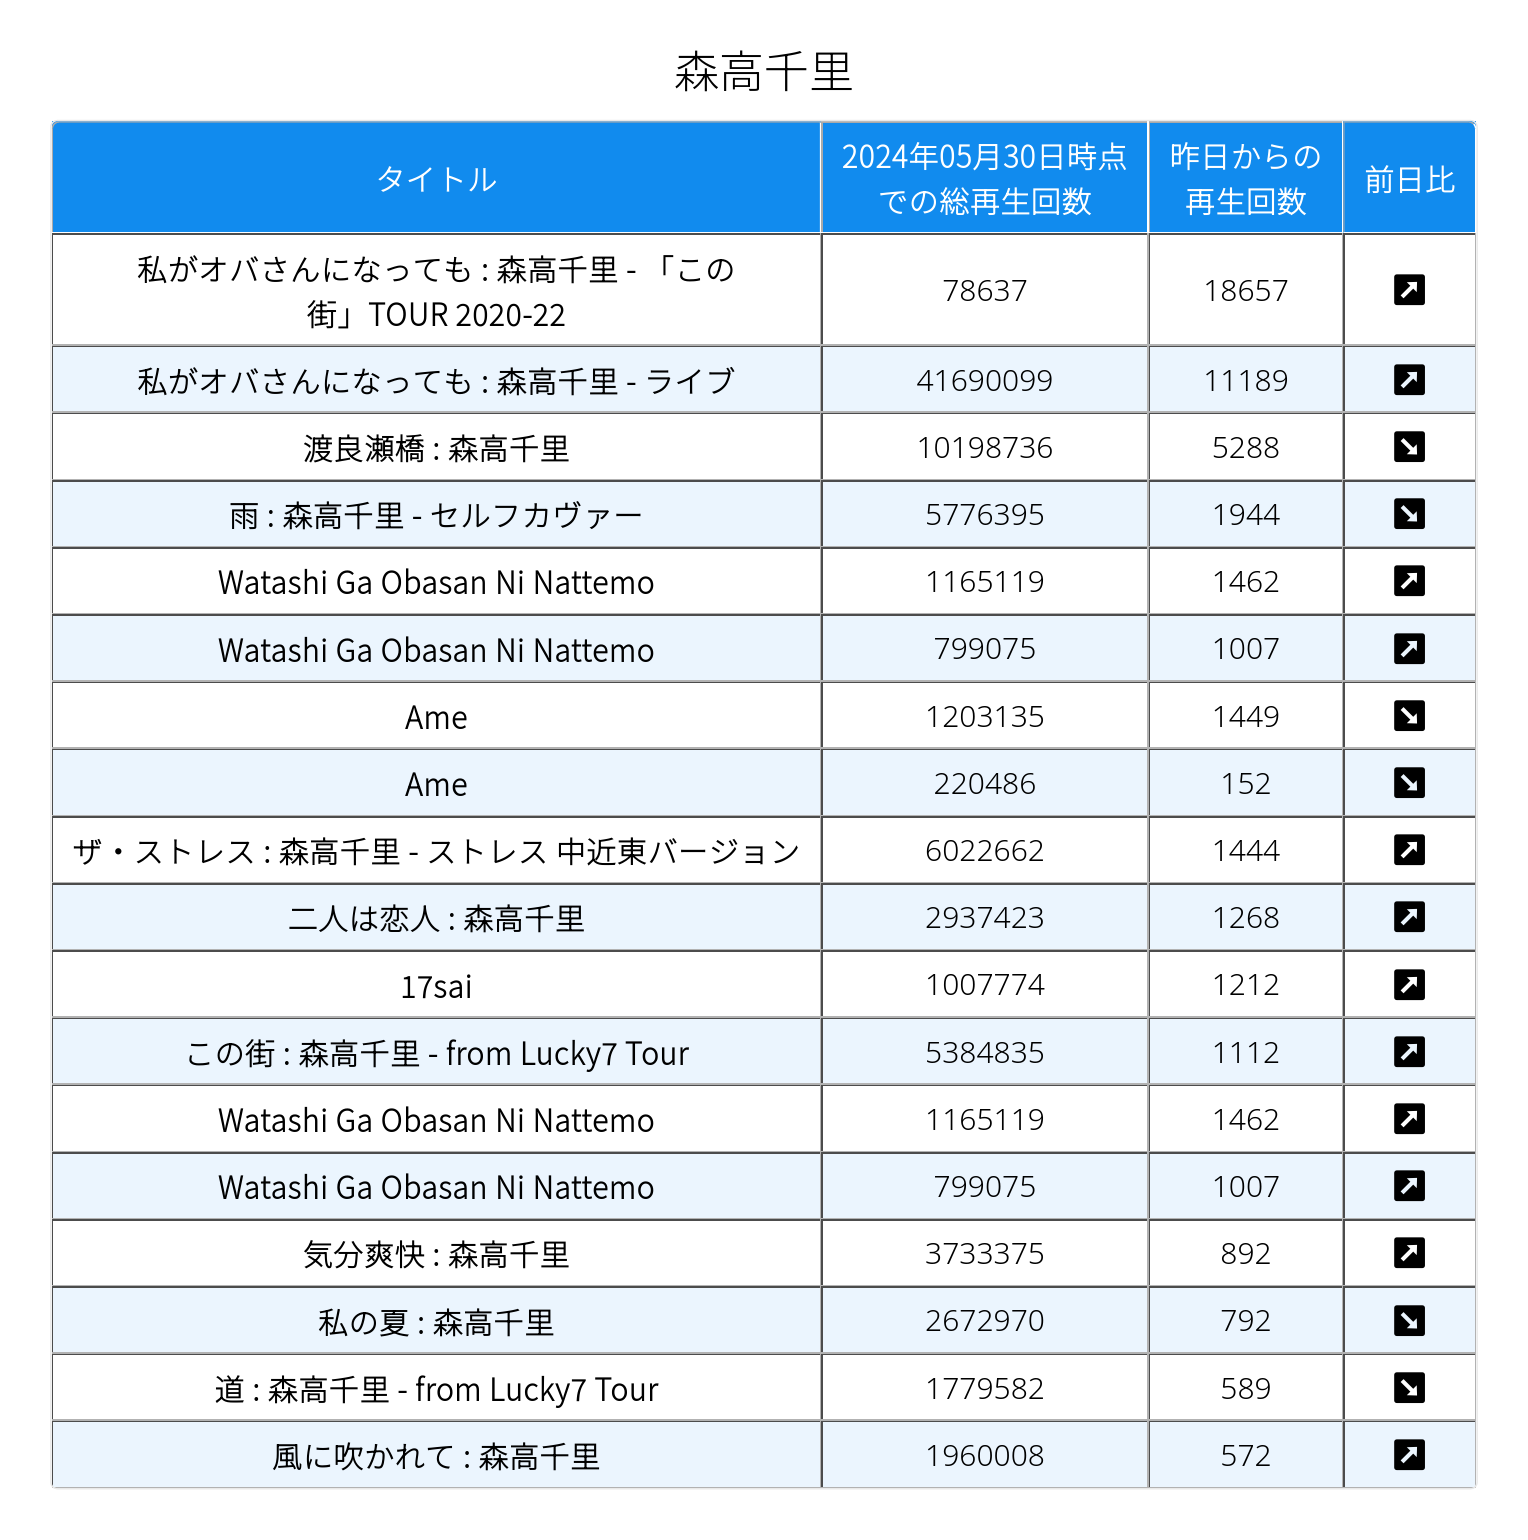 森高千里
タイトル 2024年05月30日時点での総再生回数 昨日からの再生回数 前日比
私がオバさんになっても : 森高千里 - 「この街」TOUR 2020-22 78637 18657 ↗
私がオバさんになっても : 森高千里 - ライブ 41690099 11189 ↗
渡良瀬橋 : 森高千里 10198736 5288 ↘
雨 : 森高千里 - セルフカヴァー 5776395 1944 ↘
Watashi Ga Obasan Ni Nattemo 1165119 1462 ↗
Watashi Ga Obasan Ni Nattemo 799075 1007 ↗
Ame 1203135 1449 ↘
Ame 220486 152 ↘
ザ・ストレス : 森高千里 - ストレス 中近東バージョン 6022662 1444 ↗
二人は恋人 : 森高千里 2937423 1268 ↗
17sai 1007774 1212 ↗
この街 : 森高千里 - from Lucky7 Tour 5384835 1112 ↗
Watashi Ga Obasan Ni Nattemo 1165119 1462 ↗
Watashi Ga Obasan Ni Nattemo 799075 1007 ↗
気分爽快 : 森高千里 3733375 892 ↗
私の夏 : 森高千里 2672970 792 ↘
道 : 森高千里 - from Lucky7 Tour 1779582 589 ↘
風に吹かれて : 森高千里 1960008 572 ↗